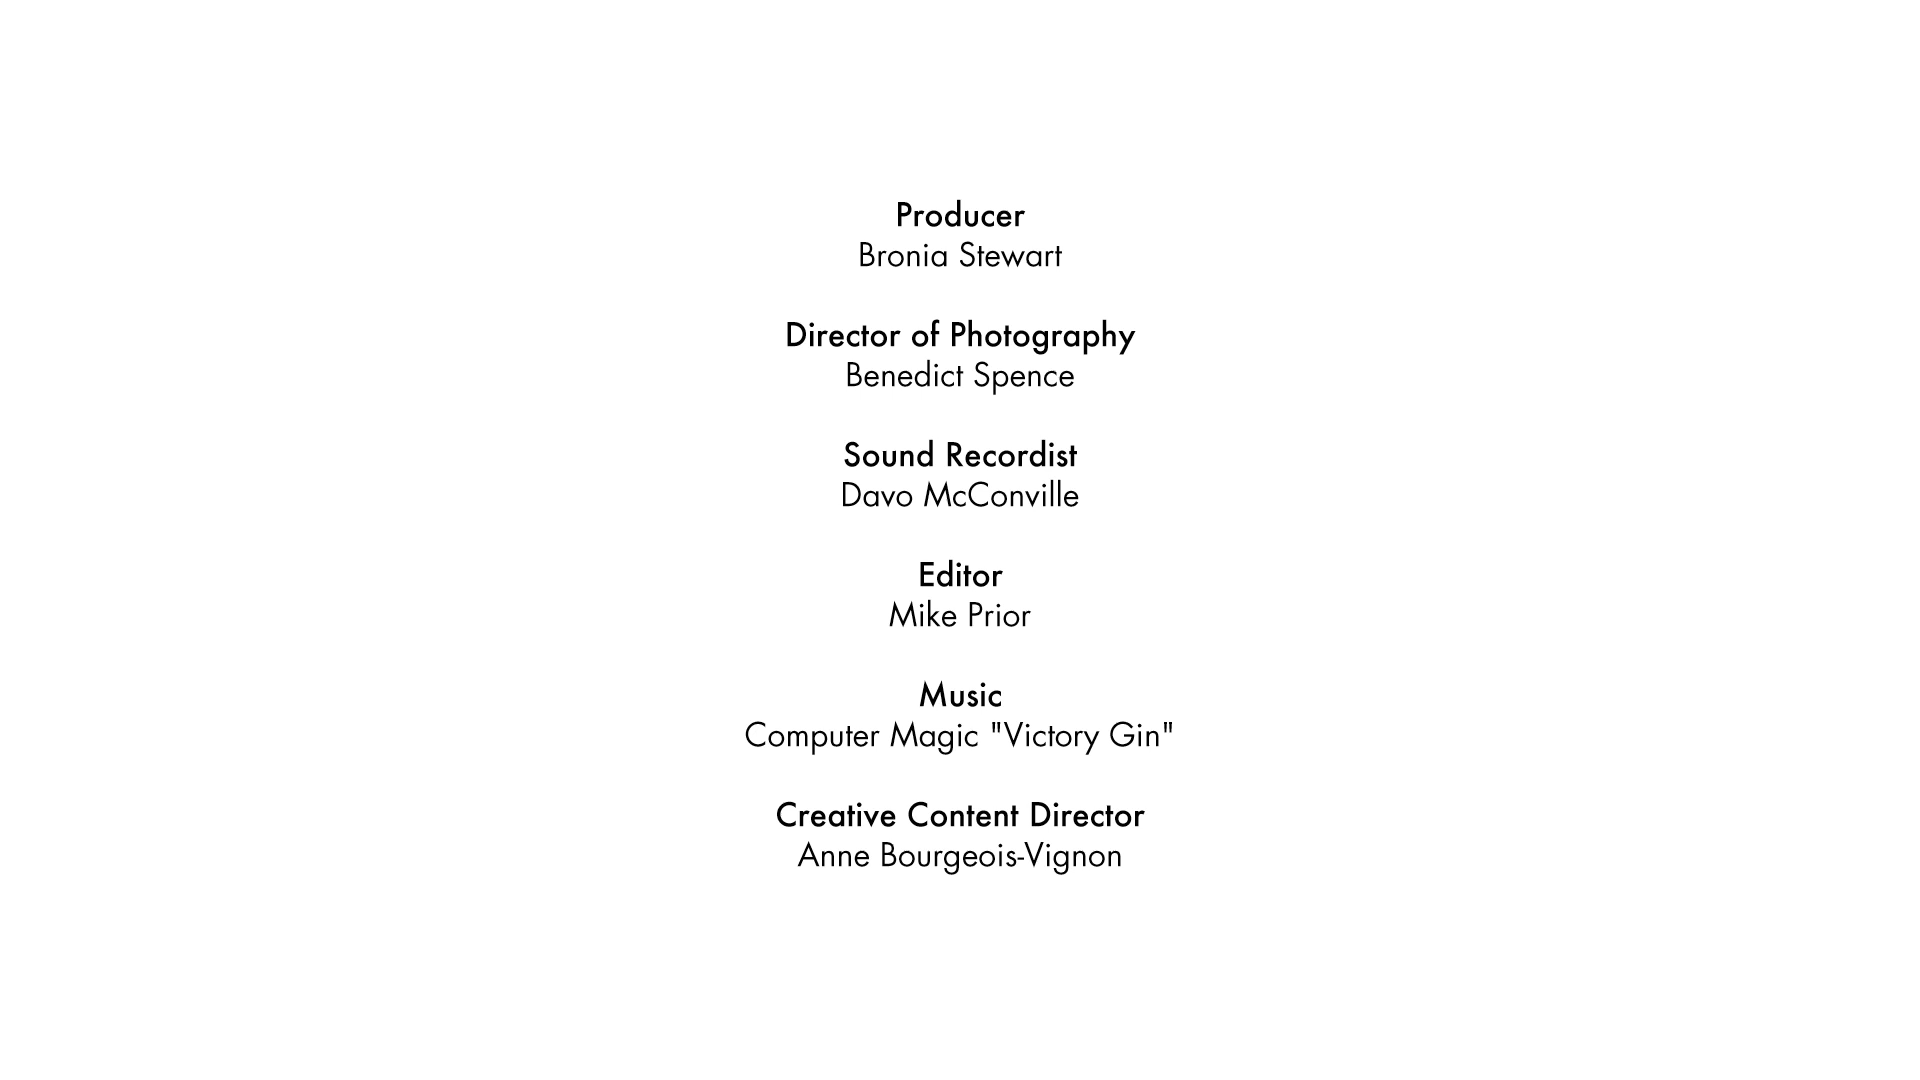 Producer
Bronia Stewart
Director of Photography
Benedict Spence
Sound Recordist
Davo McConville
Editor
Mike Prior
Music
Computer Magic "Victory Gin"
Creative Content Director
Anne Bourgeois-Vignon